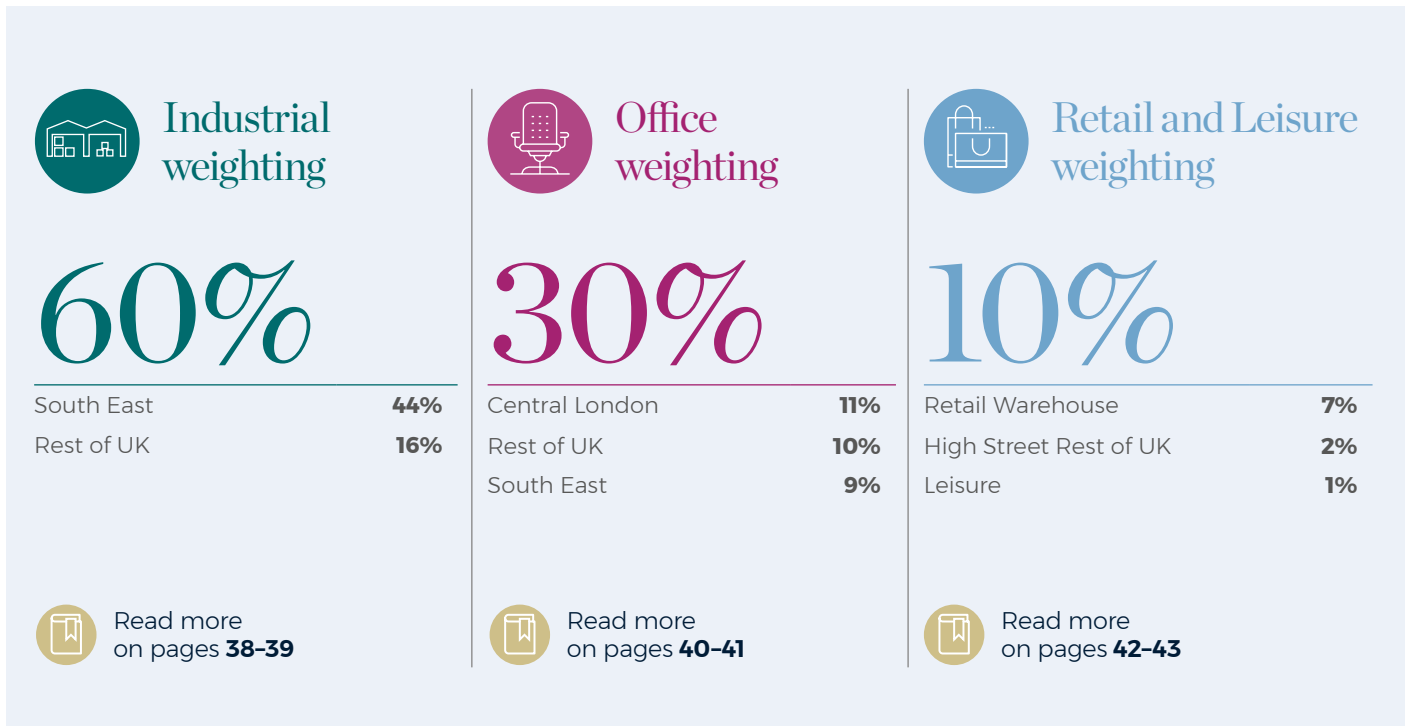 Industrial
weighting
60%
South East 44%
Rest of UK 16%
Read more
on pages 38–39
Office
weighting
30%
Central London 11%
Rest of UK 10%
South East 9%
Read more
on pages 40–41
Retail and Leisure
weighting
10%
Retail Warehouse 7%
High Street Rest of UK 2%
Leisure 1%
Read more
on pages 42–43